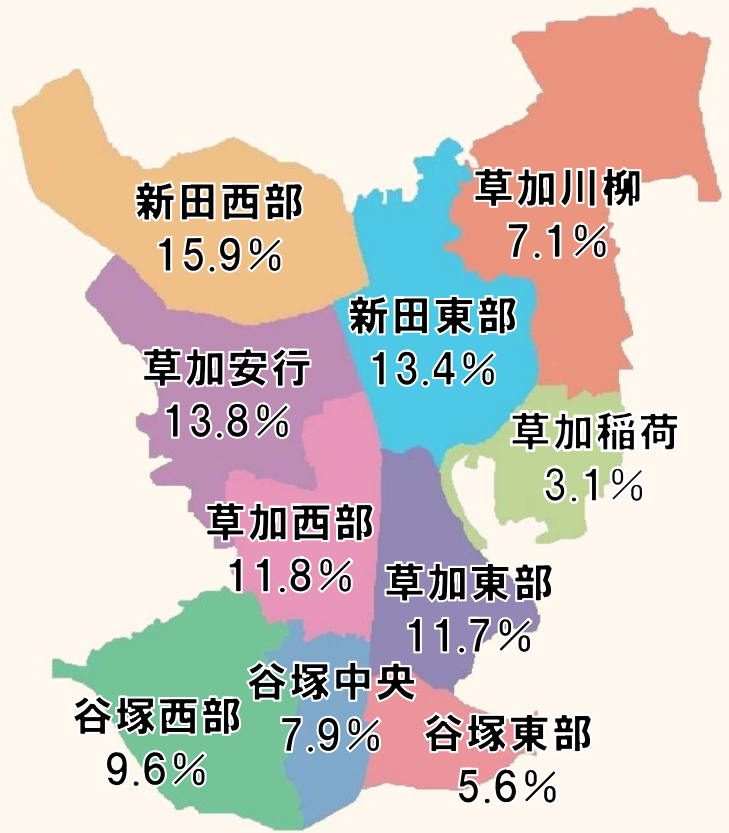 草加川柳
7.1%
新田西部
15.9%
新田東部
13.4%
草加安行
13.8%
草加稲荷
3.1%
草加西部
11.8%
草加東部
11.7%
谷塚中央
7.9%
谷塚西部
9.6%
谷塚東部
5.6%